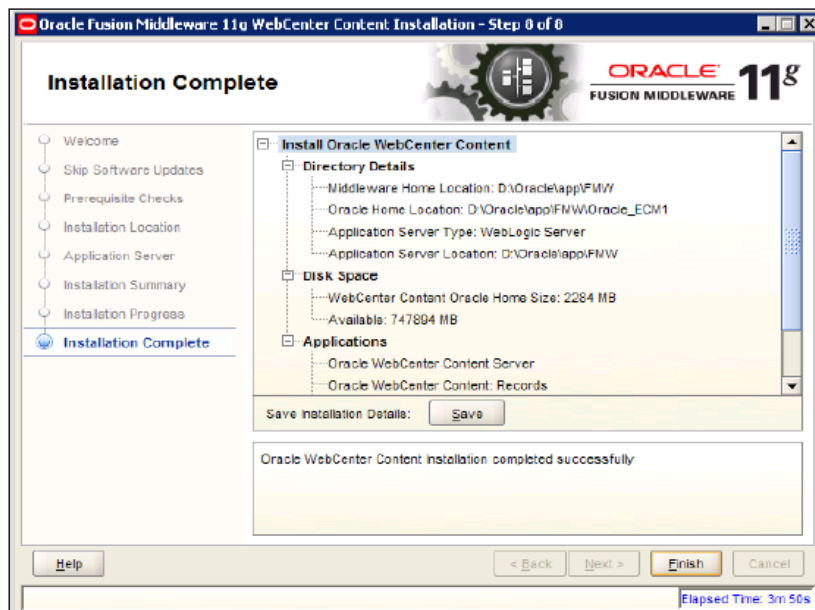 Oracle Fusion Middleware 11g WebCenter Content Installation - Step 8 of 8
Installation Complete
ORACLE
FUSION MIDDLEWARE
11g
Welcome
Skip Software Updates
Prerequisite Checks
Installation Location
Application Server
Installation Summary
Installation Progress
Installation Complete
Install Oracle WebCenter Content
Directory Details
Middleware Home Location: D:\Oracle\app\FMW
Oracle Home Location: D:\Oracle\app\FMW\Oracle_ECM1
Application Server Type: WebLogic Server
Application Server Location: D:\Oracle\app\FMW
Disk Space
WebCenter Content Oracle Home Size: 2284 MB
Available: 747894 MB
Applications
Oracle WebCenter Content Server
Oracle WebCenter Content: Records
Save Installation Details: Save
Oracle WebCenter Content installation completed successfully
Help < Back Next > Finish Cancel
Elapsed Time: 3m 50s